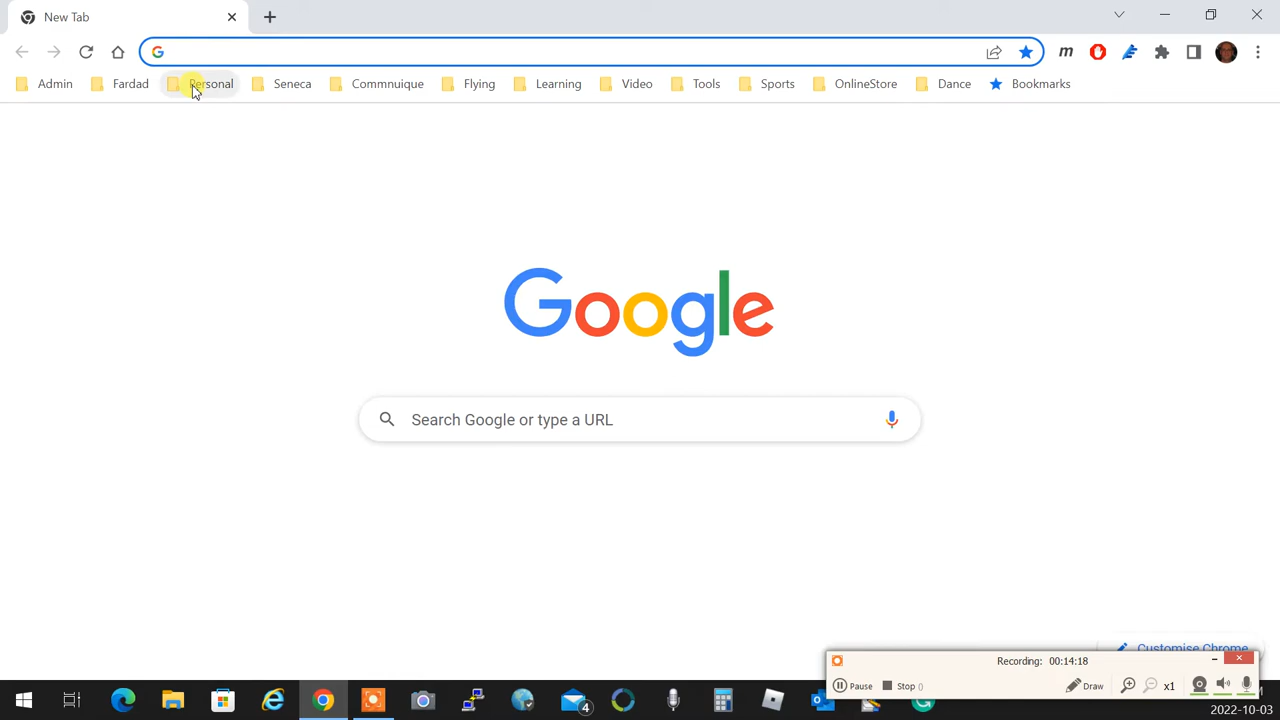 New Tab
Admin Fardad Personal Seneca Commnuique Flying Learning Video Tools Sports OnlineStore Dance Bookmarks
Google
Search Google or type a URL
Customise Chrome
Recording: 00:14:18
Pause Stop () Draw x1
4
2022-10-03